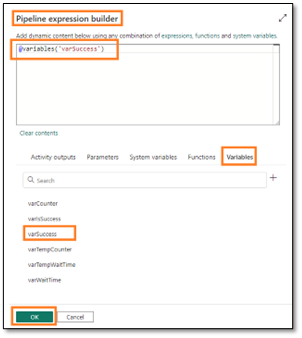 Pipeline expression builder
Add dynamic content below using any combination of expressions, functions and system variables.
@variables('varSuccess')
Clear contents
Activity outputs Parameters System variables Functions Variables
Search
varCounter
varIsSuccess
varSuccess
varTempCounter
varTempWaitTime
varWaitTime
OK Cancel